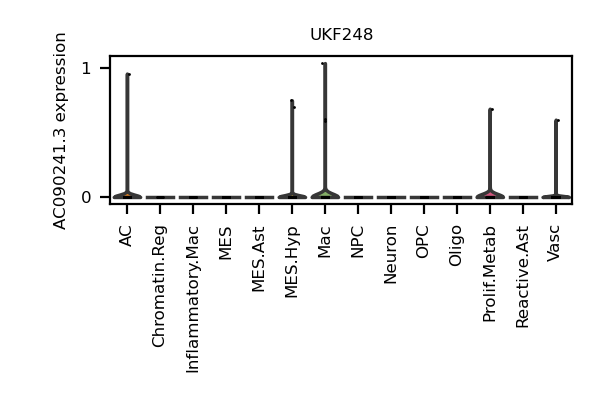 UKF248
AC090241.3 expression
1
0
AC
Chromatin.Reg
Inflammatory.Mac
MES
MES.Ast
MES.Hyp
Mac
NPC
Neuron
OPC
Oligo
Prolif.Metab
Reactive.Ast
Vasc